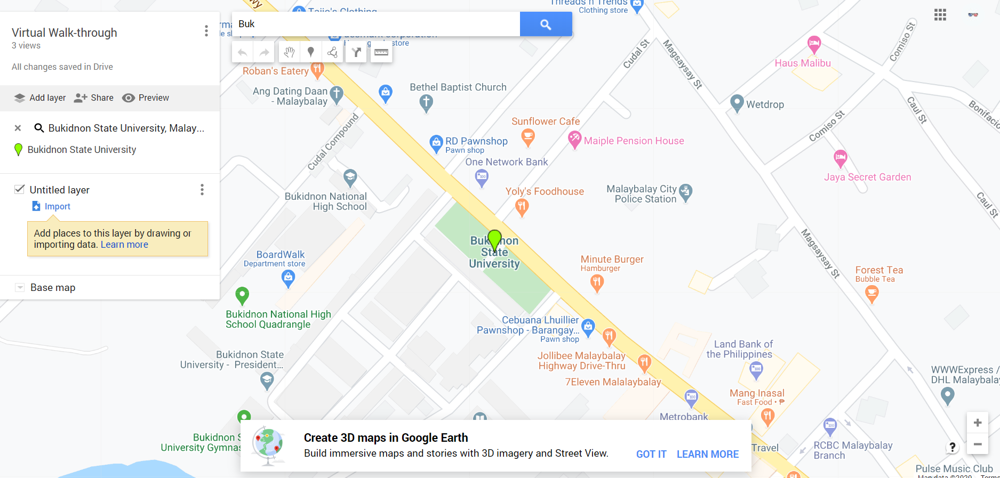 Virtual Walk-through
3 views
All changes saved in Drive
Add layer
Share
Preview
Bukidnon State University, Malay...
Bukidnon State University
Untitled layer
Import
Add places to this layer by drawing or
importing data. Learn more
Base map
Buk
Threads n Trends
Clothing store
Roban's Eatery
Ang Dating Daan
- Malaybalay
Bethel Baptist Church
Cudal St
Magsaysay St
Comiso St
Haus Malibu
Wetdrop
Caul St
Bonifacio
Comiso St
Sunflower Cafe
Maiple Pension House
RD Pawnshop
Pawn shop
Cudal Compound
One Network Bank
Jaya Secret Garden
Bukidnon National
High School
Yoly's Foodhouse
Malaybalay City
Police Station
Caul St
Bukidnon
State
University
BoardWalk
Department store
Minute Burger
Hamburger
Magsaysay St
Forest Tea
Bubble Tea
Bukidnon National High
School Quadrangle
Cebuana Lhuillier
Pawnshop - Barangay...
Pawn shop
Bukidnon State
University - President...
Jollibee Malaybalay
Highway Drive-Thru
Land Bank of
the Philippines
7Eleven Malalaybalay
WWWExpress /
DHL Malaybalay
Mang Inasal
Fast Food • ₱
Metrobank
Bukidnon S
University Gymnas
Create 3D maps in Google Earth
Build immersive maps and stories with 3D imagery and Street View.
GOT IT
LEARN MORE
Travel
RCBC Malaybalay
Branch
Pulse Music Club
Map data ©2020
Terms